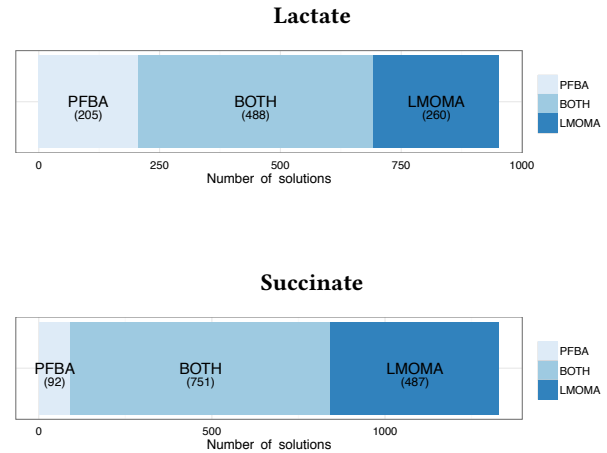 Lactate
PFBA
(205)
BOTH
(488)
LMOMA
(260)
PFBA
BOTH
LMOMA
0 250 500 750 1000
Number of solutions
Succinate
PFBA
(92)
BOTH
(751)
LMOMA
(487)
PFBA
BOTH
LMOMA
0 500 1000
Number of solutions